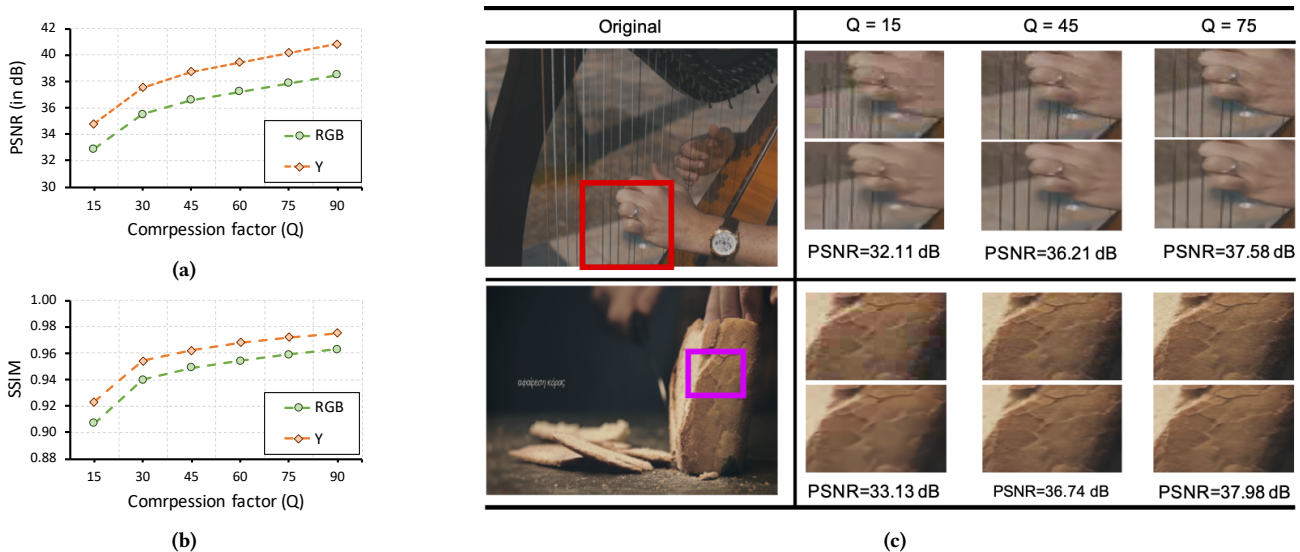 42
40
38
36
34
32
30
PSNR (in dB)
RGB
Y
15 30 45 60 75 90
Comrpession factor (Q)
(a)
1.00
0.98
0.96
0.94
0.92
0.90
0.88
SSIM
RGB
Y
15 30 45 60 75 90
Comrpession factor (Q)
(b)
Original Q = 15 Q = 45 Q = 75
PSNR=32.11 dB PSNR=36.21 dB PSNR=37.58 dB
αφαίρεση κόρας
PSNR=33.13 dB PSNR=36.74 dB PSNR=37.98 dB
(c)